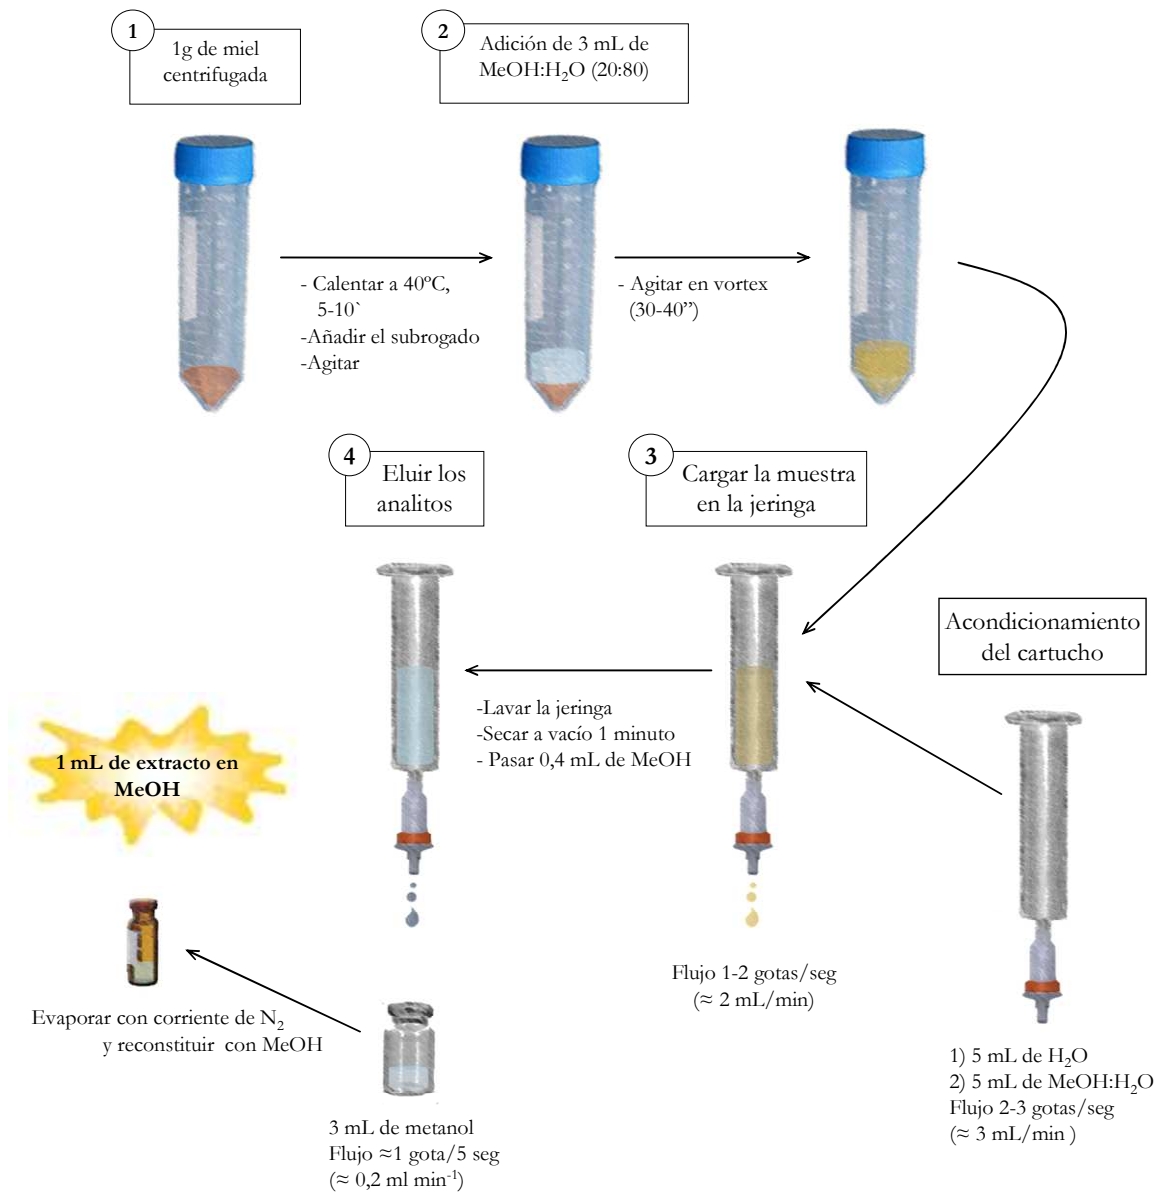 1
1g de miel
centrifugada
2
Adición de 3 mL de
MeOH:H₂O (20:80)
- Calentar a 40ºC,
5-10`
-Añadir el subrogado
-Agitar
- Agitar en vortex
(30-40”)
3
Cargar la muestra
en la jeringa
4
Eluir los
analitos
Acondicionamiento
del cartucho
-Lavar la jeringa
-Secar a vacío 1 minuto
- Pasar 0,4 mL de MeOH
1 mL de extracto en
MeOH
Flujo 1-2 gotas/seg
(≈ 2 mL/min)
1) 5 mL de H₂O
2) 5 mL de MeOH:H₂O
Flujo 2-3 gotas/seg
(≈ 3 mL/min )
Evaporar con corriente de N₂
y reconstituir con MeOH
3 mL de metanol
Flujo ≈1 gota/5 seg
(≈ 0,2 ml min⁻¹)